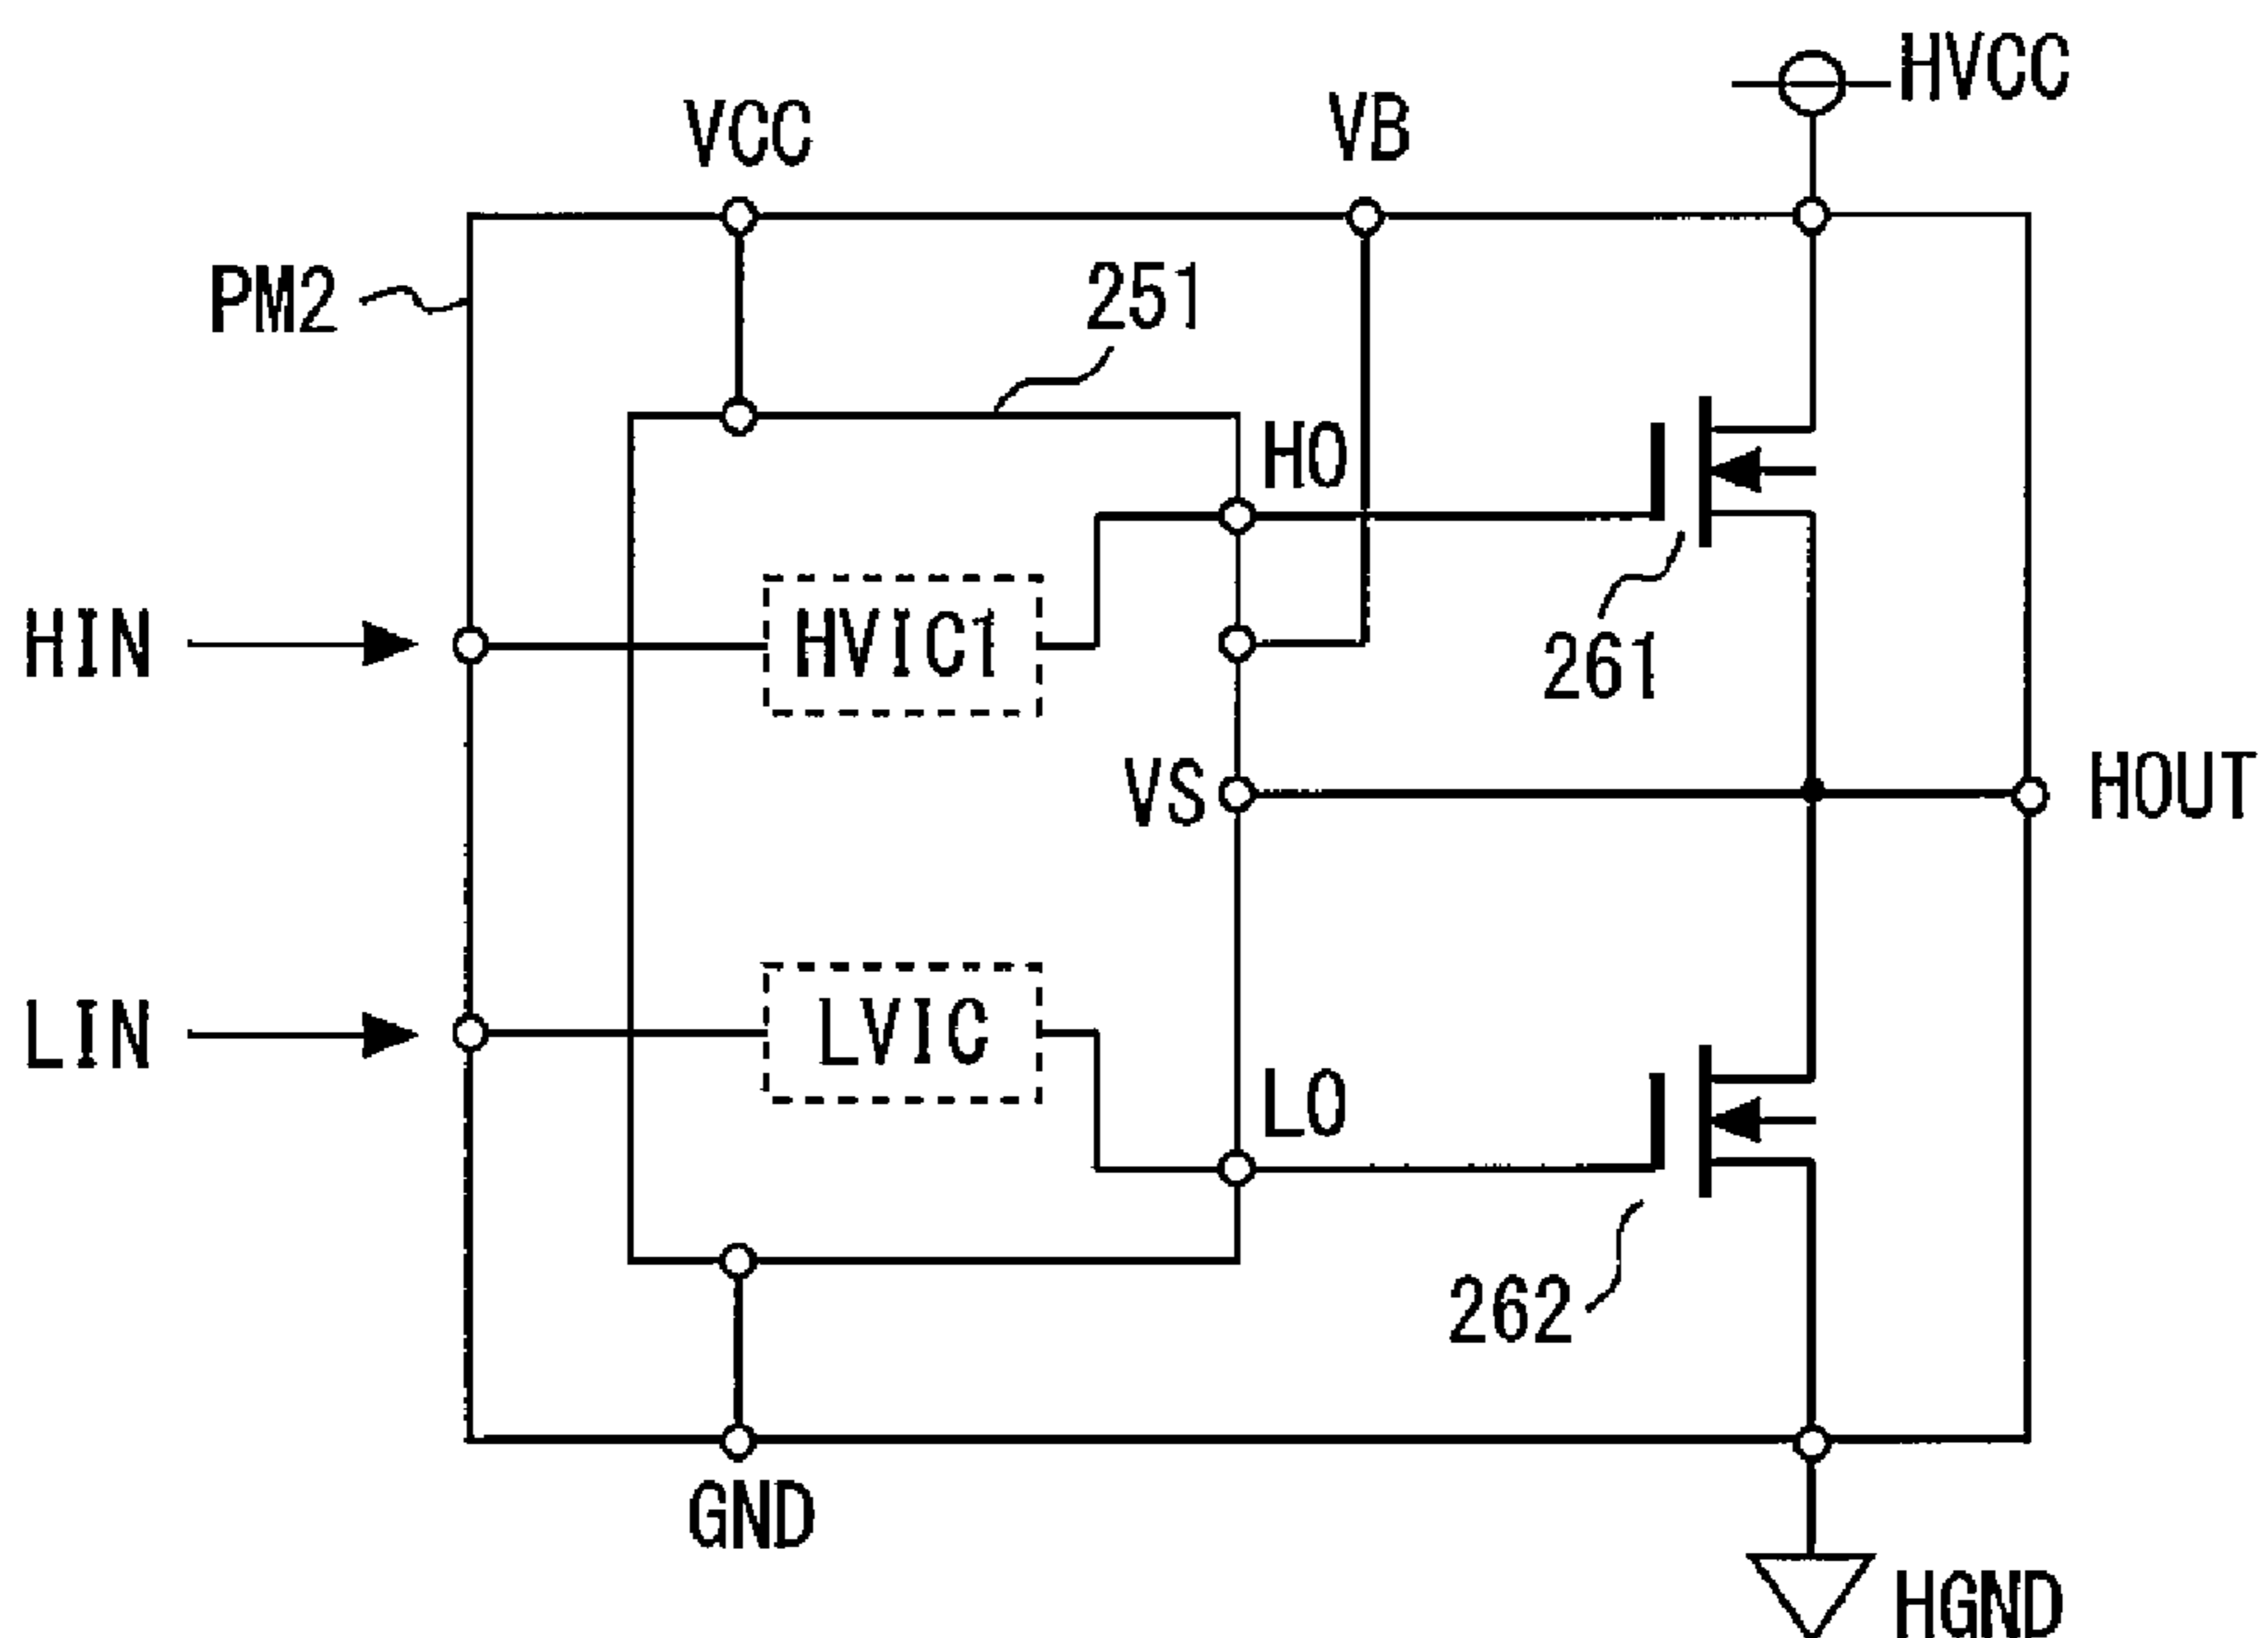 HVCC
VCC
VB
PM2
251
HO
HIN
HVIC1
261
VS
HOUT
LIN
LVIC
LO
262
GND
HGND